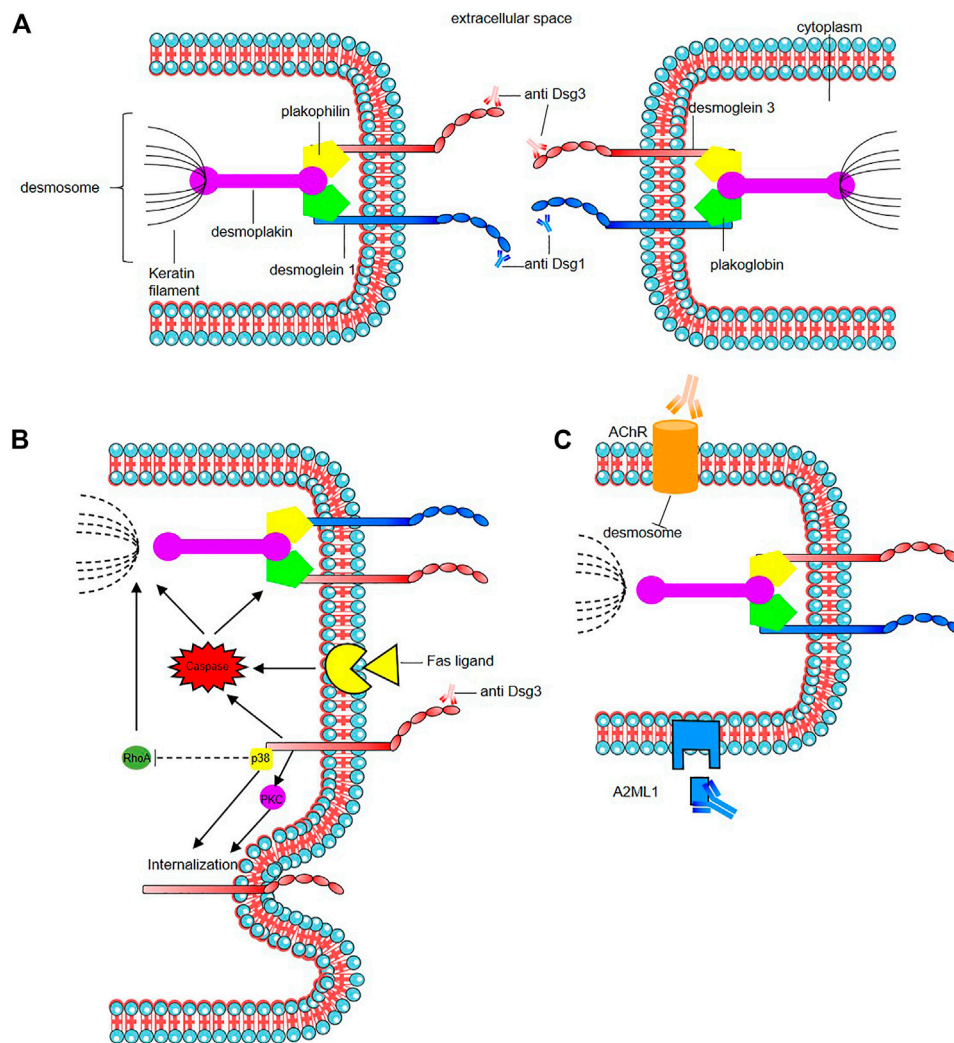 A
extracellular space
cytoplasm
plakophilin
anti Dsg3
desmoglein 3
desmosome
desmoplakin
desmoglein 1
anti Dsg1
plakoglobin
Keratin
filament
B
C
AChR
desmosome
Caspase
Fas ligand
anti Dsg3
RhoA
p38
PKC
A2ML1
Internalization